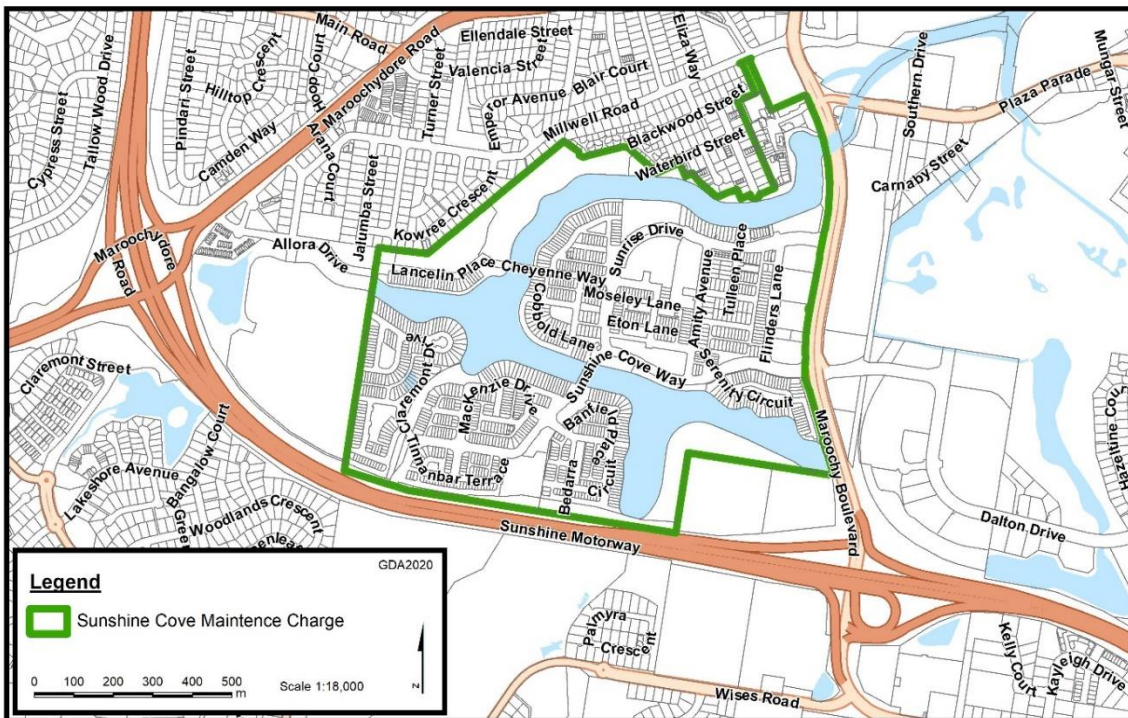 Main Road
Ellendale Street
Valencia Street
Eliza Way
Cypress Street
Tallow Wood Drive
Pindari Street
Hilltop Crescent
Hoop Court
Camden Way
Maroochydore Road
Ariana Court
Turner Street
Emperor Avenue
Blair Court
Millwell Road
Blackwood Street
Waterbird Street
Southern Drive
Plaza Parade
Mungar Street
Carnaby Street
Jalumba Street
Kowree Crescent
Allora Drive
Maroochydore
Road
Lancelin Place
Cheyenne Way
Sunrise Drive
Cobbold Lane
Moseley Lane
Eton Lane
Amity Avenue
Tulleen Place
Flinders Lane
Sunshine Cove Way
Serenity Circuit
Claremont Street
Claremont Drive
MacKenzie Drive
Banfield Place
Tinnanbar Terrace
Bedarra
Circuit
Maroochy Boulevard
Lakeshore Avenue
Bangalow Court
Woodlands Crescent
Sunshine Motorway
Dalton Drive
Palmyra
Crescent
Wises Road
Kelly Court
Kayleigh Drive
GDA2020
Legend
Sunshine Cove Maintence Charge
0 100 200 300 400 500
m
Scale 1:18,000
z